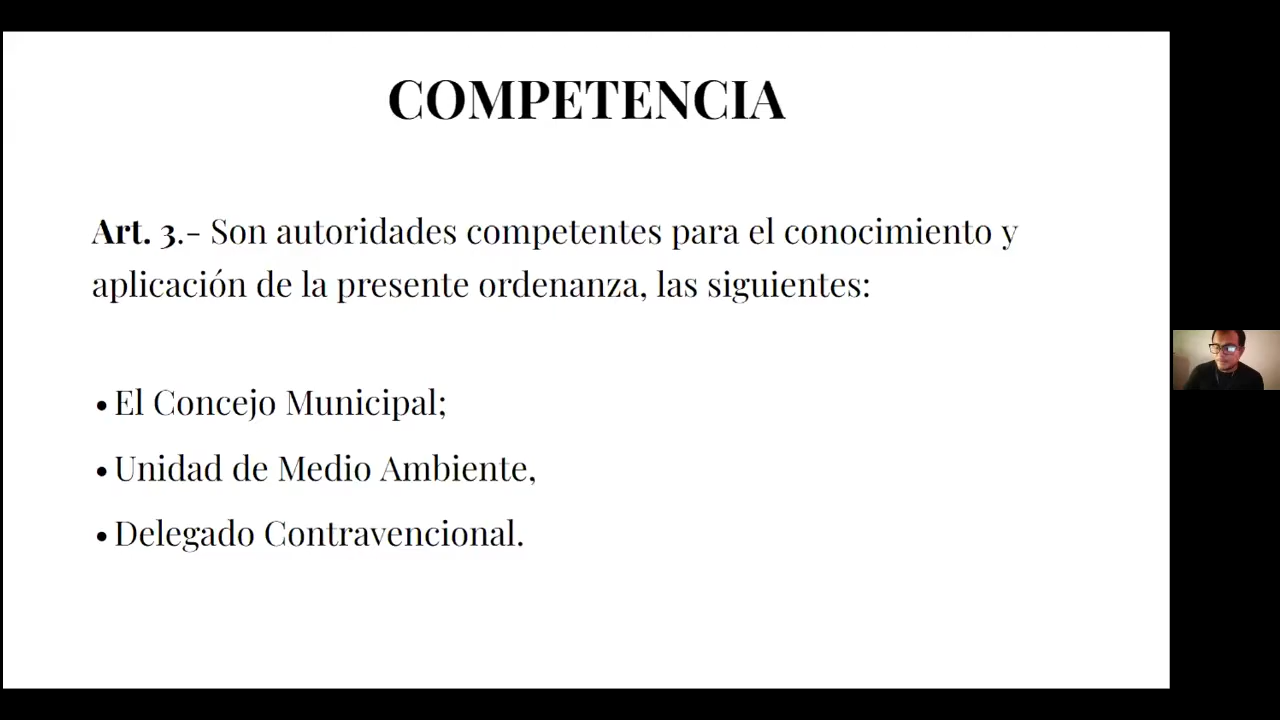 COMPETENCIA
Art. 3.- Son autoridades competentes para el conocimiento y
aplicación de la presente ordenanza, las siguientes:
• El Concejo Municipal;
• Unidad de Medio Ambiente,
• Delegado Contravencional.